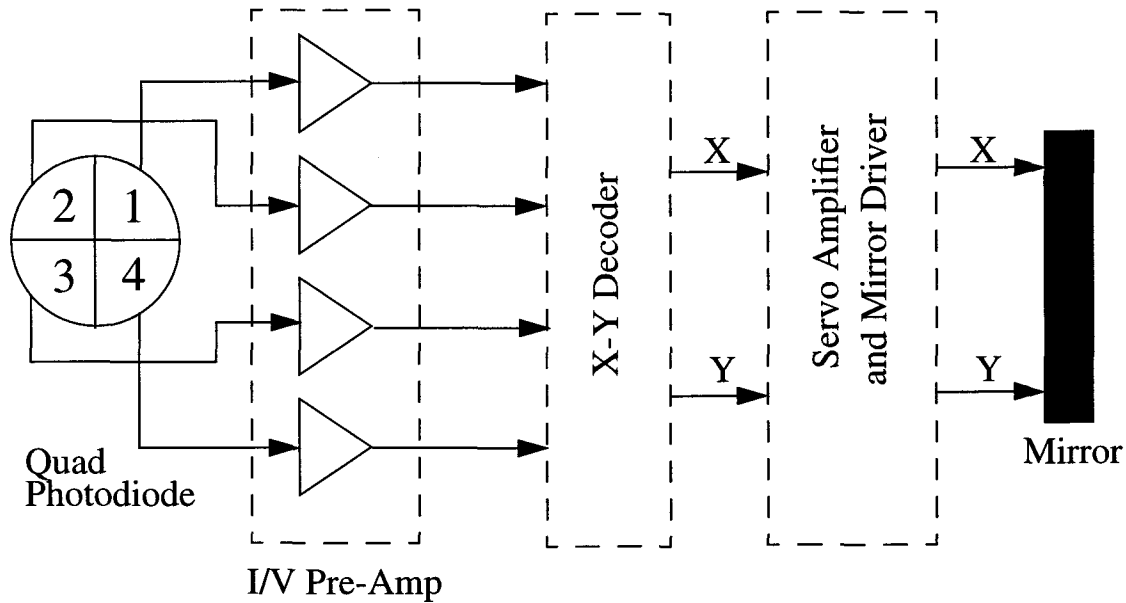 2 1
3 4
Quad
Photodiode
I/V Pre-Amp
X-Y Decoder
X
Y
Servo Amplifier
and Mirror Driver
X
Y
Mirror